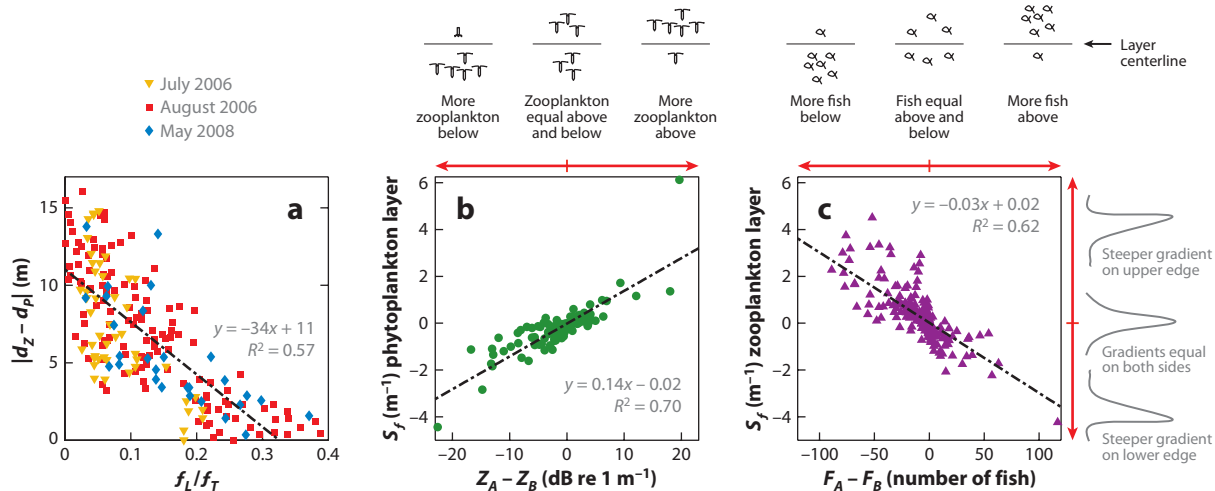 July 2006
August 2006
May 2008
More
zooplankton
below
Zooplankton
equal above
and below
More
zooplankton
above
More fish
below
Fish equal
above and
below
More fish
above
Layer
centerline
a
15
10
5
0
|d_Z – d_P| (m)
y = –34x + 11
R² = 0.57
0
0.1
0.2
0.3
0.4
f_L/f_T
b
6
4
2
0
–2
–4
S_f (m⁻¹) phytoplankton layer
y = 0.14x – 0.02
R² = 0.70
–20
–10
0
10
20
Z_A – Z_B (dB re 1 m⁻¹)
c
6
4
2
0
–2
–4
S_f (m⁻¹) zooplankton layer
y = –0.03x + 0.02
R² = 0.62
–100
–50
0
50
100
F_A – F_B (number of fish)
Steeper gradient
on upper edge
Gradients equal
on both sides
Steeper gradient
on lower edge